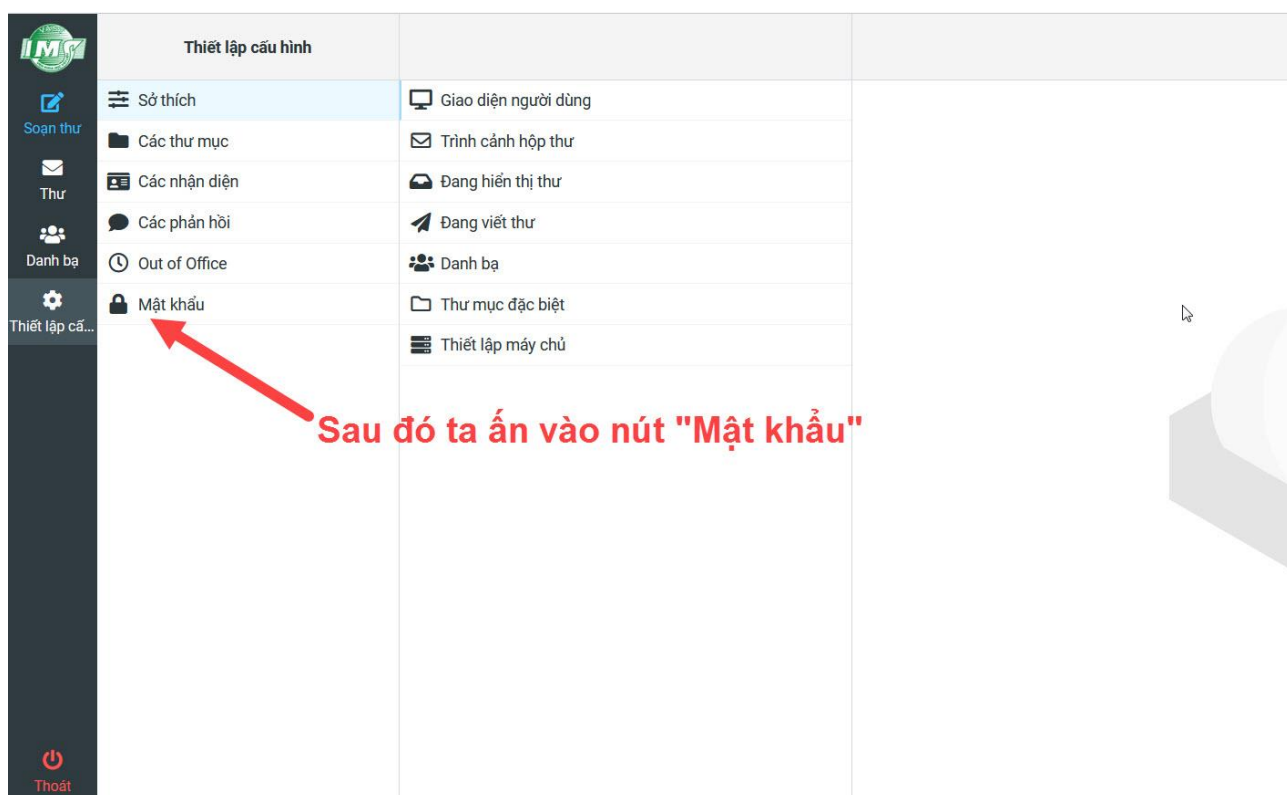 IMS
Thiết lập cấu hình
Soạn thư
Thư
Danh bạ
Thiết lập cấ...
Thoát
Sở thích
Các thư mục
Các nhận diện
Các phản hồi
Out of Office
Mật khẩu
Giao diện người dùng
Trình cảnh hộp thư
Đang hiển thị thư
Đang viết thư
Danh bạ
Thư mục đặc biệt
Thiết lập máy chủ
Sau đó ta ấn vào nút "Mật khẩu"